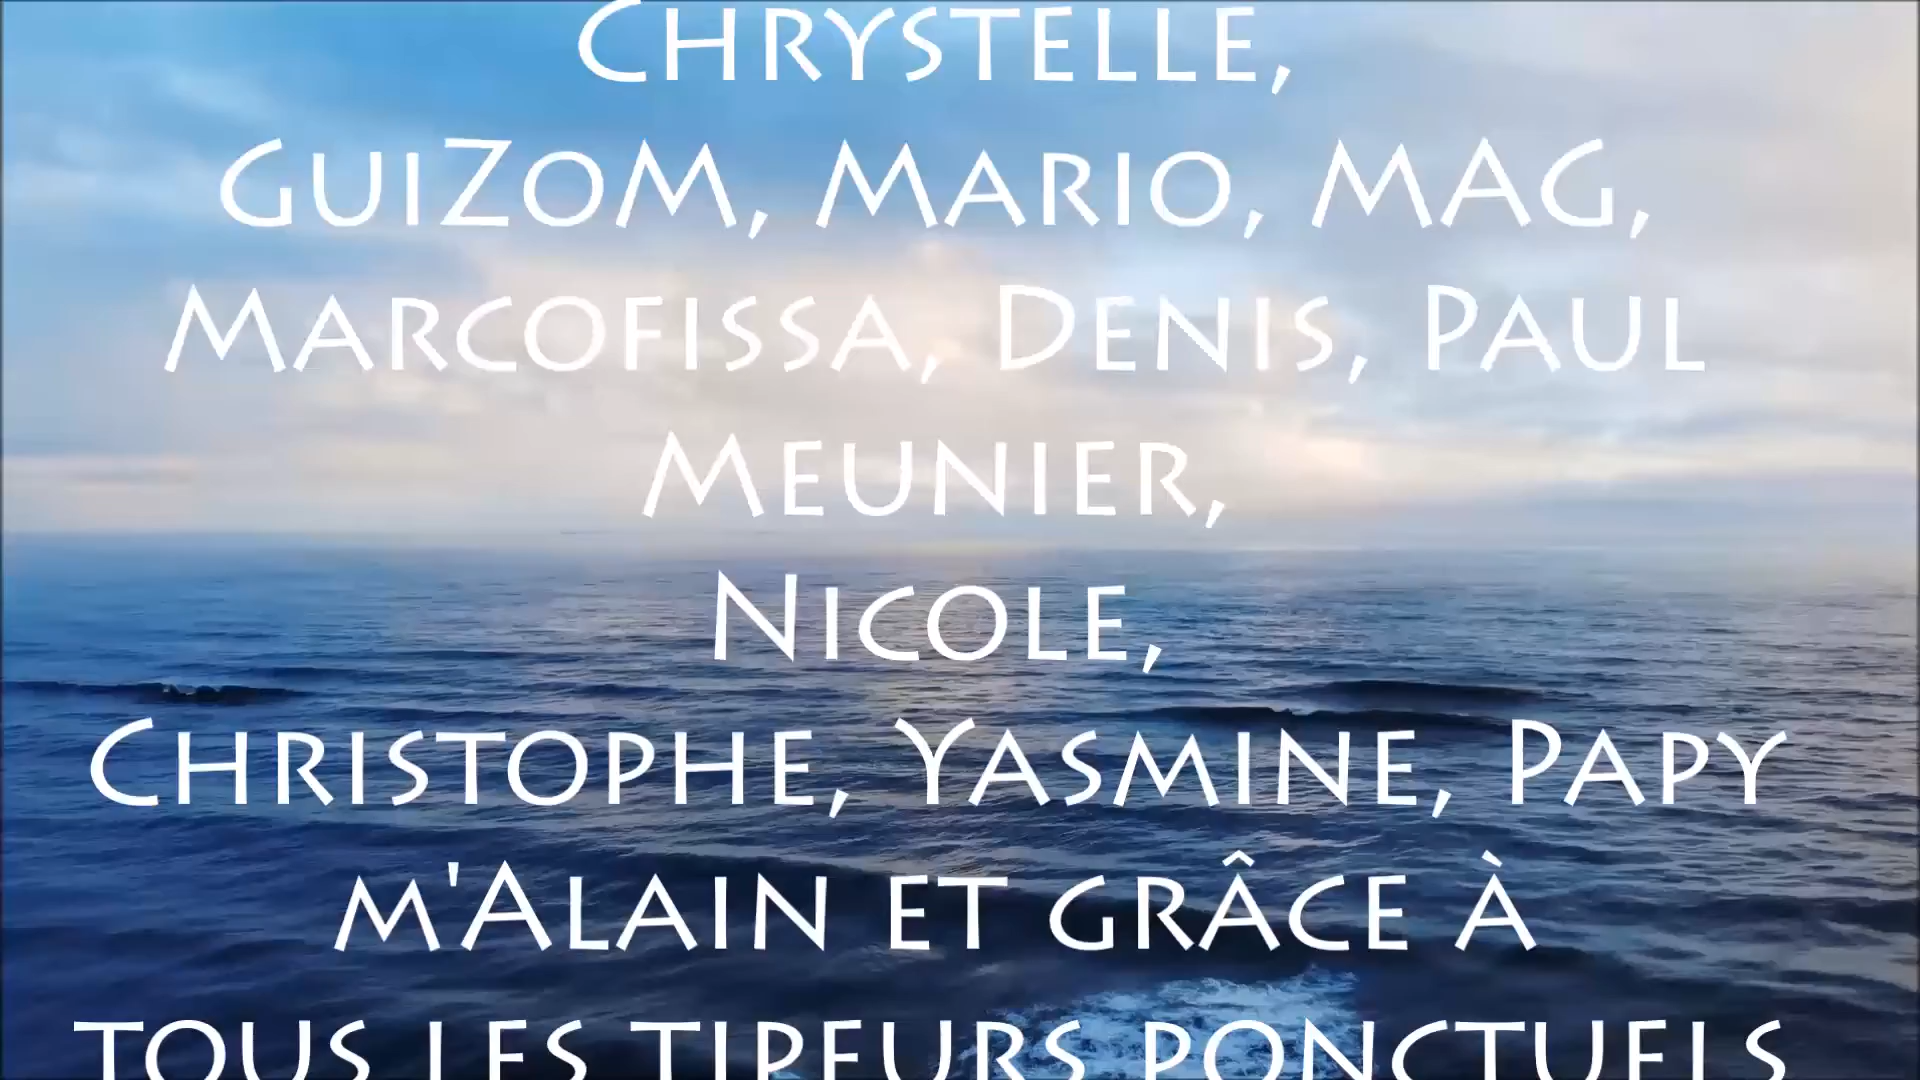 Chrystelle,
GuiZoM, Mario, MAG,
Marcofissa, Denis, Paul
Meunier,
Nicole,
Christophe, Yasmine, Papy
m'Alain et grâce à
tous les tipeurs ponctuels